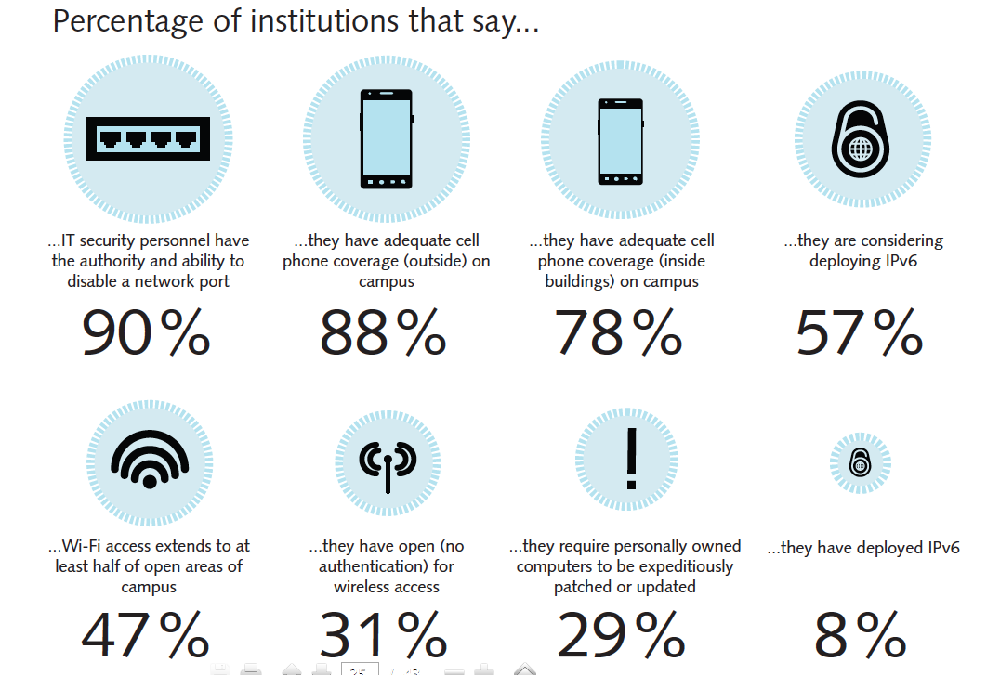 Percentage of institutions that say...
...IT security personnel have
the authority and ability to
disable a network port
90%
...they have adequate cell
phone coverage (outside) on
campus
88%
...they have adequate cell
phone coverage (inside
buildings) on campus
78%
...they are considering
deploying IPv6
57%
...Wi-Fi access extends to at
least half of open areas of
campus
47%
...they have open (no
authentication) for
wireless access
31%
...they require personally owned
computers to be expeditiously
patched or updated
29%
...they have deployed IPv6
8%